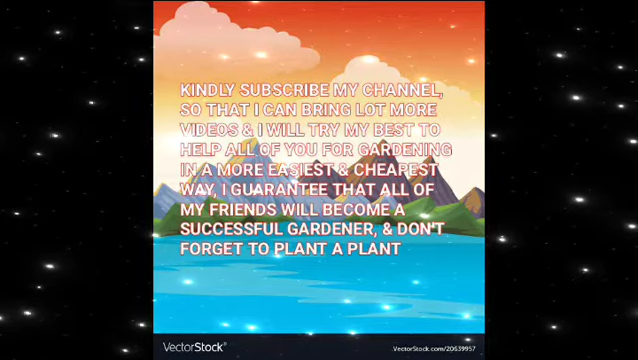 KINDLY SUBSCRIBE MY CHANNEL,
SO THAT I CAN BRING LOT MORE
VIDEOS & I WILL TRY MY BEST TO
HELP ALL OF YOU FOR GARDENING
IN A MORE EASIEST & CHEAPEST
WAY, I GUARANTEE THAT ALL OF
MY FRIENDS WILL BECOME A
SUCCESSFUL GARDENER, & DON'T
FORGET TO PLANT A PLANT
VectorStock®
VectorStock.com/20639957